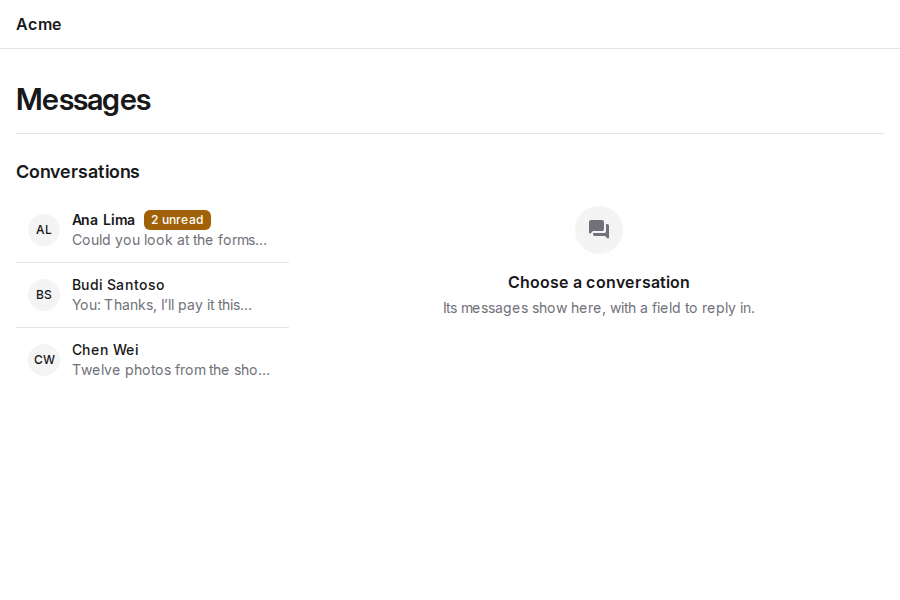 Acme
Messages
Conversations
AL
Ana Lima 2 unread
Could you look at the forms…
BS
Budi Santoso
You: Thanks, I’ll pay it this…
CW
Chen Wei
Twelve photos from the sho…
Choose a conversation
Its messages show here, with a field to reply in.